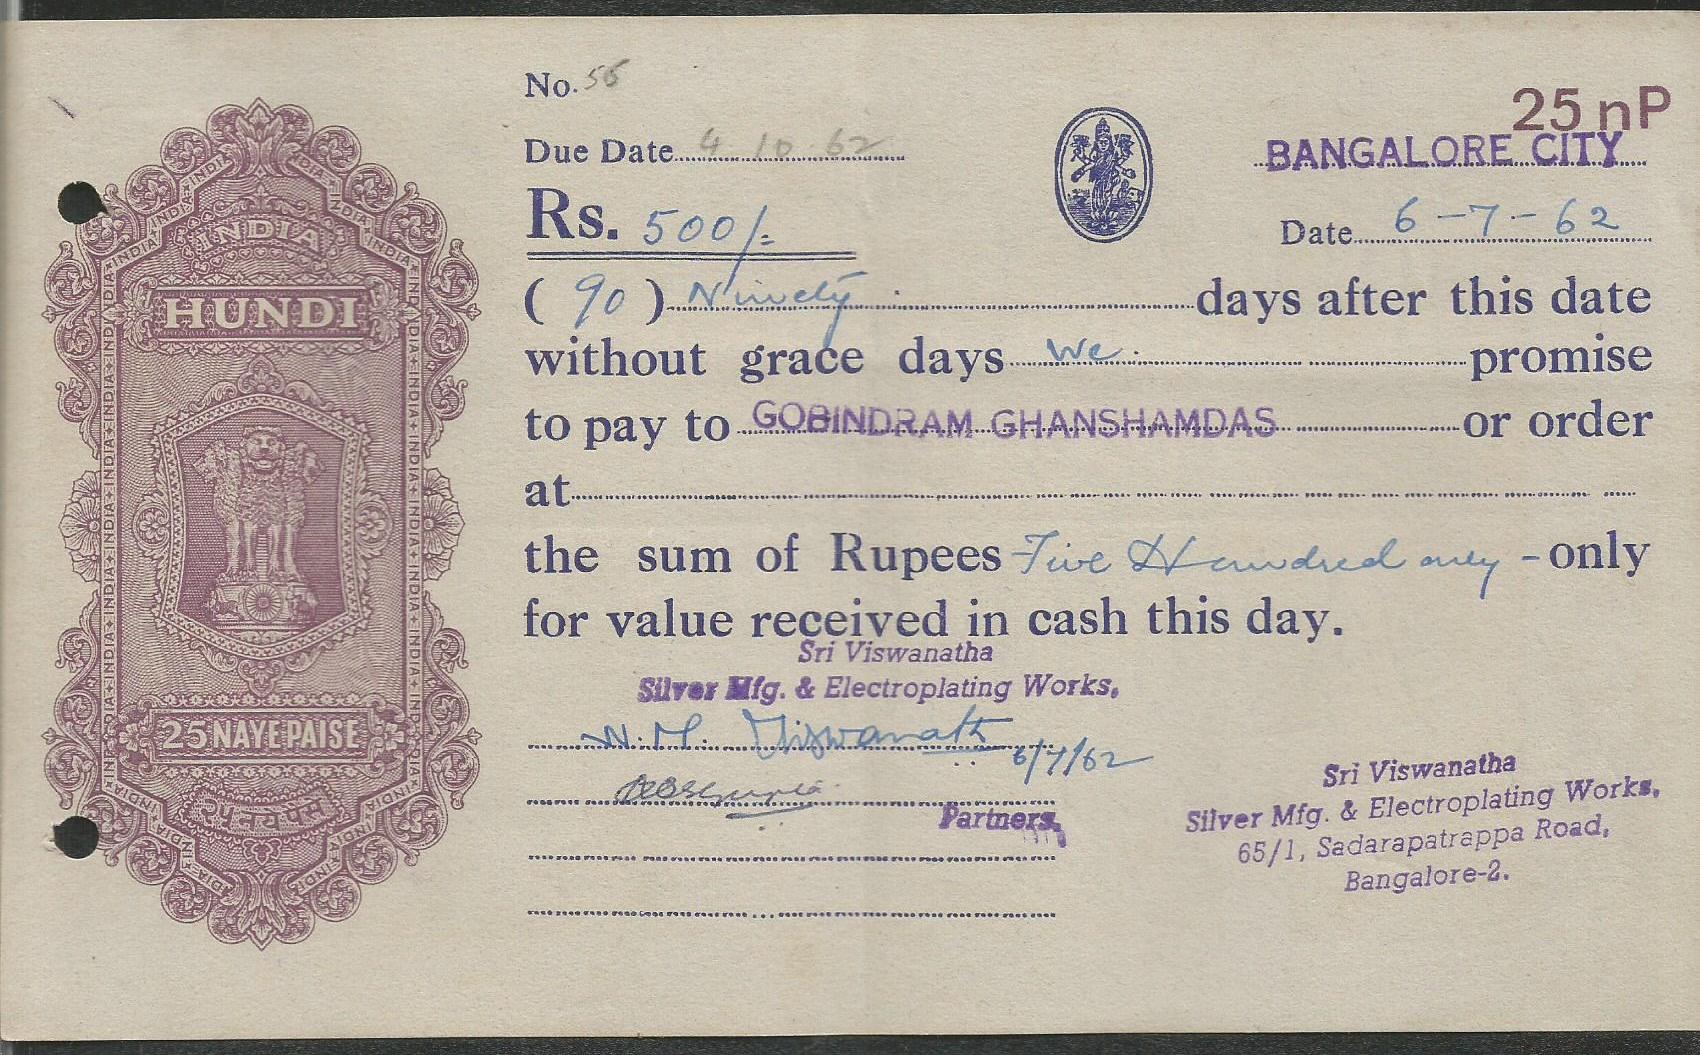 No. 56
25 nP
Due Date 4 10 62
BANGALORE CITY
Rs. 500/-
Date 6-7-62
(90) Ninety days after this date
without grace days We promise
to pay to GOBINDRAM GHANSHAMDAS or order
at
the sum of Rupees Five Hundred only - only
for value received in cash this day.
Sri Viswanatha
Silver Mfg. & Electroplating Works,
Viswanath
6/7/62
Partners.
Sri Viswanatha
Silver Mfg. & Electroplating Works,
65/1, Sadarapatrappa Road,
Bangalore-2.
INDIA
HUNDI
25 NAYE PAISE
२५ नये पैसे